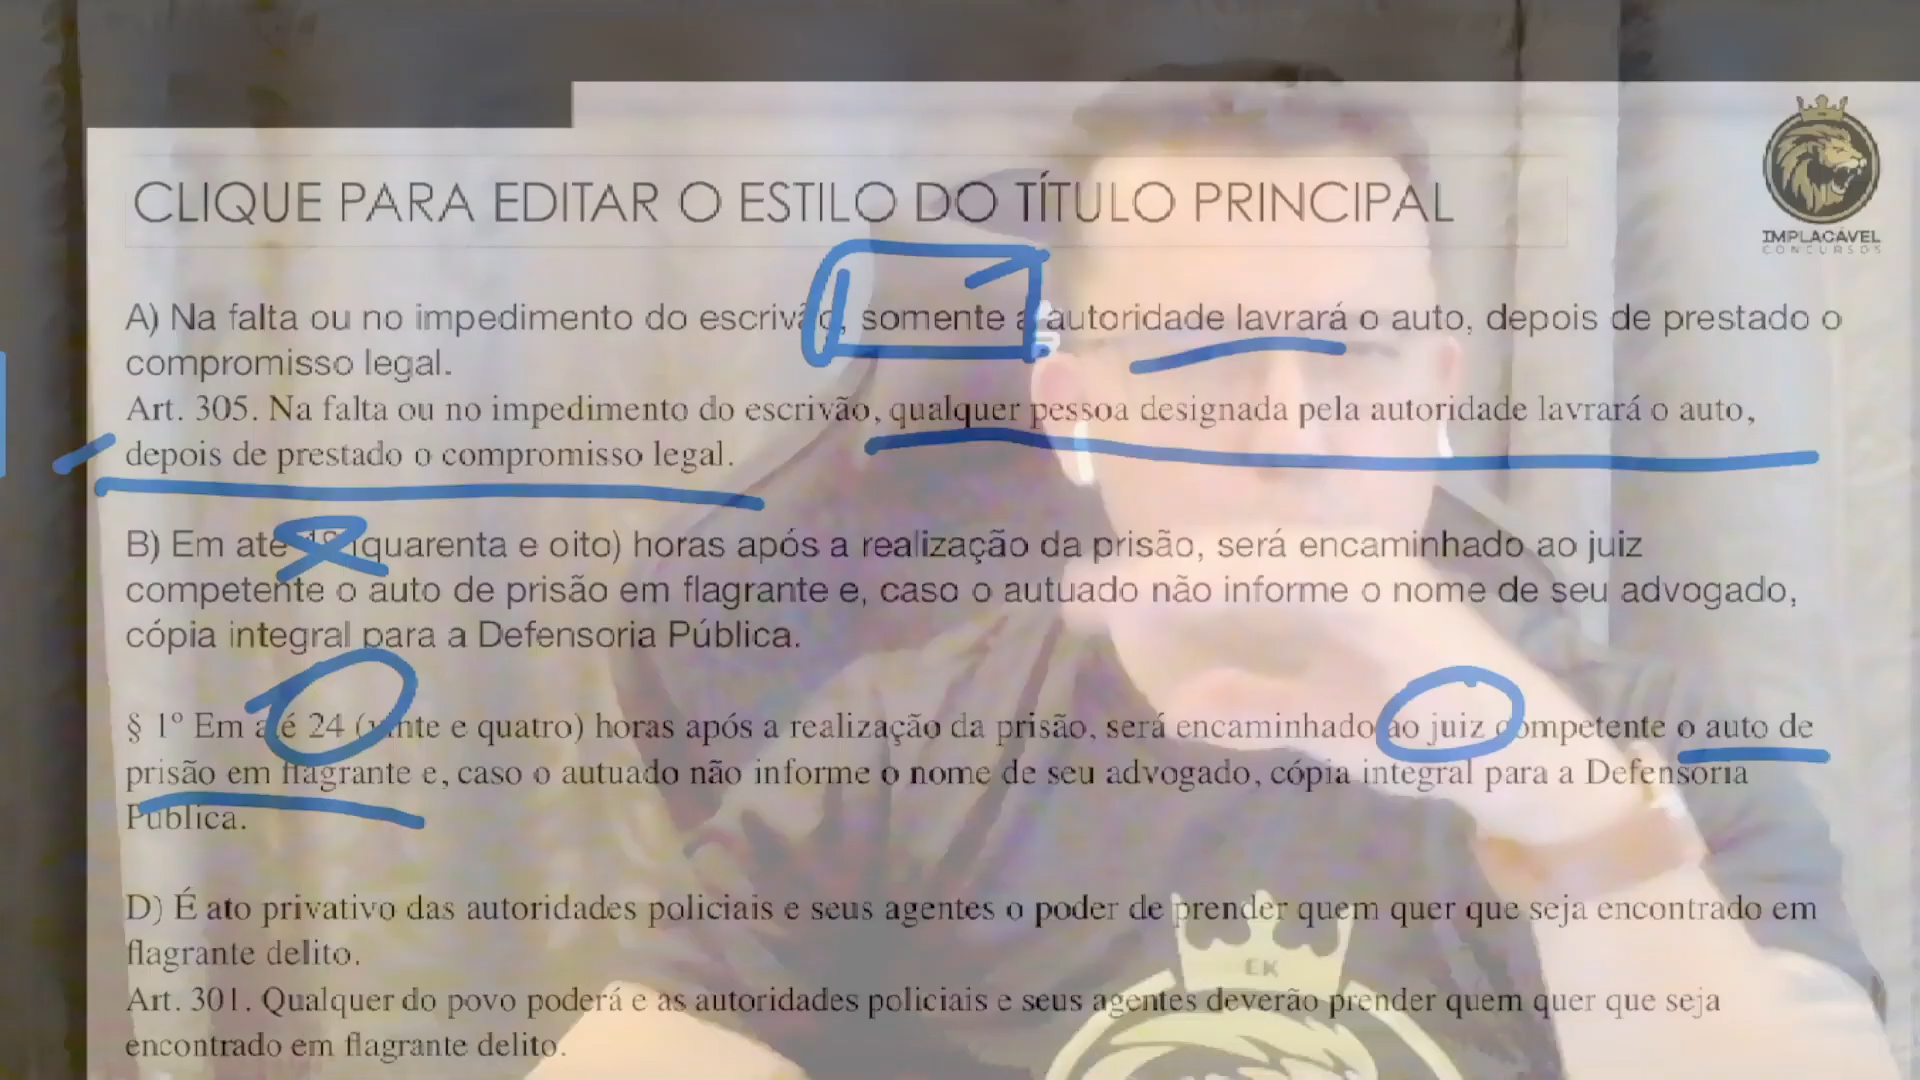 CLIQUE PARA EDITAR O ESTILO DO TÍTULO PRINCIPAL
IMPLACÁVEL
CONCURSOS
A) Na falta ou no impedimento do escrivão, somente a autoridade lavrará o auto, depois de prestado o
compromisso legal.
Art. 305. Na falta ou no impedimento do escrivão, qualquer pessoa designada pela autoridade lavrará o auto,
depois de prestado o compromisso legal.
B) Em até 48 (quarenta e oito) horas após a realização da prisão, será encaminhado ao juiz
competente o auto de prisão em flagrante e, caso o autuado não informe o nome de seu advogado,
cópia integral para a Defensoria Pública.
§ 1º Em até 24 (vinte e quatro) horas após a realização da prisão, será encaminhado ao juiz competente o auto de
prisão em flagrante e, caso o autuado não informe o nome de seu advogado, cópia integral para a Defensoria
Pública.
D) É ato privativo das autoridades policiais e seus agentes o poder de prender quem quer que seja encontrado em
flagrante delito.
EK
Art. 301. Qualquer do povo poderá e as autoridades policiais e seus agentes deverão prender quem quer que seja
encontrado em flagrante delito.